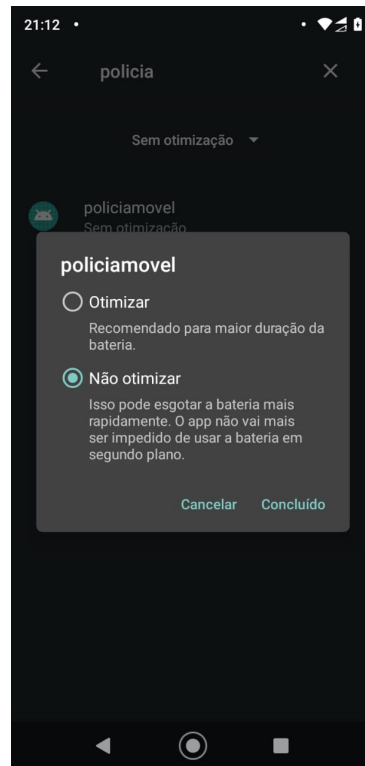 21:12
policia
Sem otimização
policiamovel
Sem otimização
policiamovel
Otimizar
Recomendado para maior duração da
bateria.
Não otimizar
Isso pode esgotar a bateria mais
rapidamente. O app não vai mais
ser impedido de usar a bateria em
segundo plano.
Cancelar Concluído